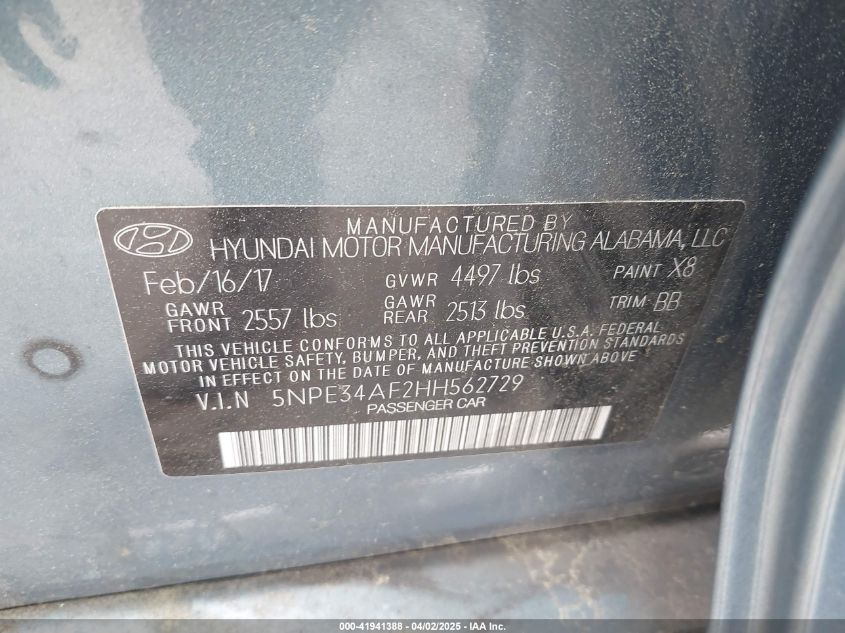 MANUFACTURED BY
HYUNDAI MOTOR MANUFACTURING ALABAMA, LLC
Feb/16/17 GVWR 4497 lbs PAINT X8
GAWR FRONT 2557 lbs GAWR REAR 2513 lbs TRIM BB
THIS VEHICLE CONFORMS TO ALL APPLICABLE U.S.A. FEDERAL
MOTOR VEHICLE SAFETY, BUMPER, AND THEFT PREVENTION STANDARDS
IN EFFECT ON THE DATE OF MANUFACTURE SHOWN ABOVE
V.I.N 5NPE34AF2HH562729
PASSENGER CAR
000-41941388 - 04/02/2025 - IAA Inc.